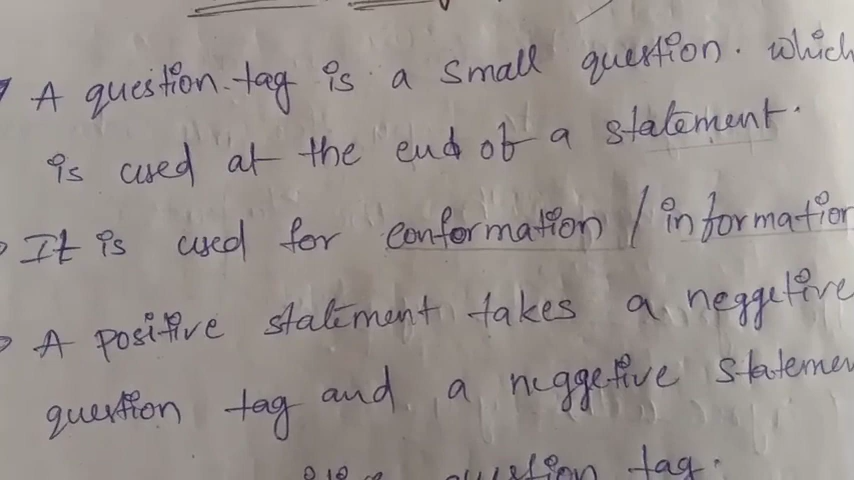 A question-tag is a small question. which
is used at the end of a statement.
It is used for conformation / information
A positive statement takes a neggetive
question tag and a neggetive statemen
question tag.